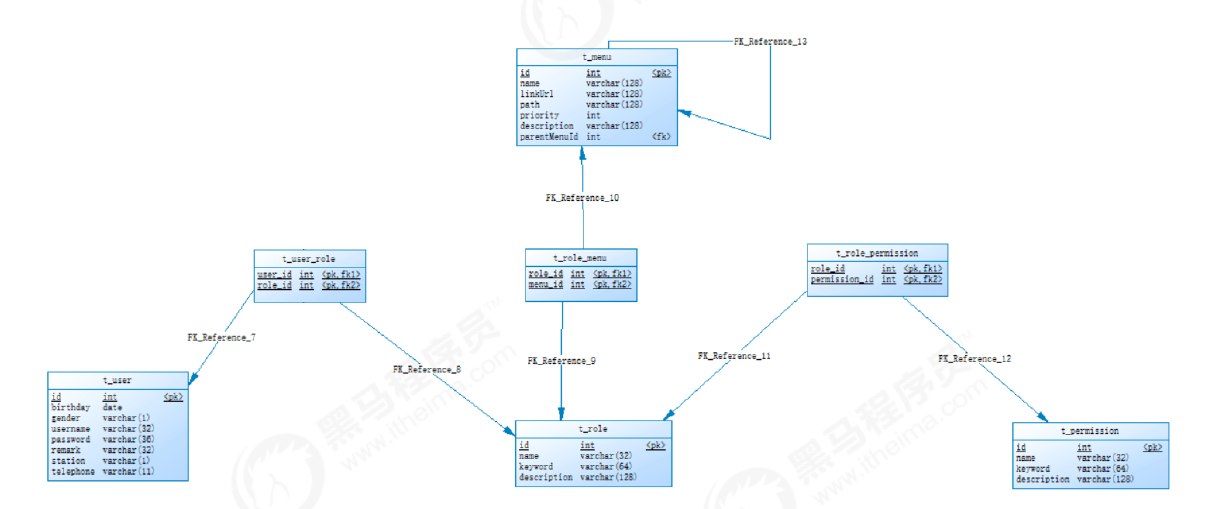 FK_Reference_13
t_menu
id int <pk>
name varchar(128)
linkUrl varchar(128)
path varchar(128)
priority int
description varchar(128)
parentMenuId int <fk>
FK_Reference_10
t_user_role
user_id int <pk,fk1>
role_id int <pk,fk2>
t_role_menu
role_id int <pk,fk1>
menu_id int <pk,fk2>
t_role_permission
role_id int <pk,fk1>
permission_id int <pk,fk2>
FK_Reference_7
FK_Reference_8
FK_Reference_9
FK_Reference_11
FK_Reference_12
t_user
id int <pk>
birthday date
gender varchar(1)
username varchar(32)
password varchar(36)
remark varchar(32)
station varchar(1)
telephone varchar(11)
t_role
id int <pk>
name varchar(32)
keyword varchar(64)
description varchar(128)
t_permission
id int <pk>
name varchar(32)
keyword varchar(64)
description varchar(128)
黑马程序员™
www.itheima.com
黑马程序员™
www.itheima.com